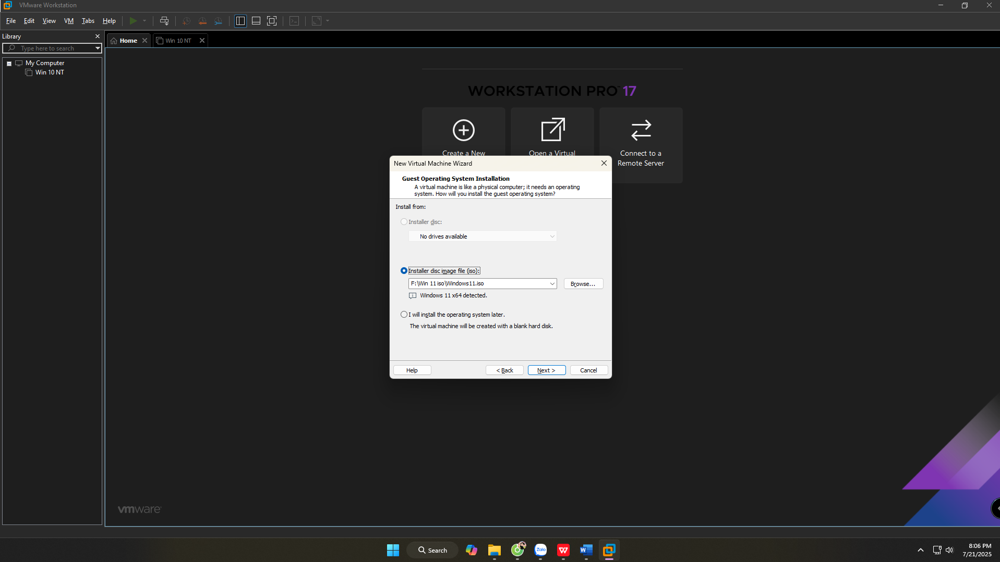 VMware Workstation
File Edit View VM Tabs Help
Library
Type here to search
My Computer
Win 10 NT
Home
Win 10 NT
WORKSTATION PRO™ 17
Create a New
Open a Virtual
Connect to a
Remote Server
New Virtual Machine Wizard
Guest Operating System Installation
A virtual machine is like a physical computer; it needs an operating
system. How will you install the guest operating system?
Install from:
Installer disc:
No drives available
Installer disc image file (iso):
F:\Win 11 iso\Windows11.iso
Browse...
Windows 11 x64 detected.
I will install the operating system later.
The virtual machine will be created with a blank hard disk.
Help
< Back
Next >
Cancel
vmware
Search
Zalo
W
W
8:06 PM
7/21/2025